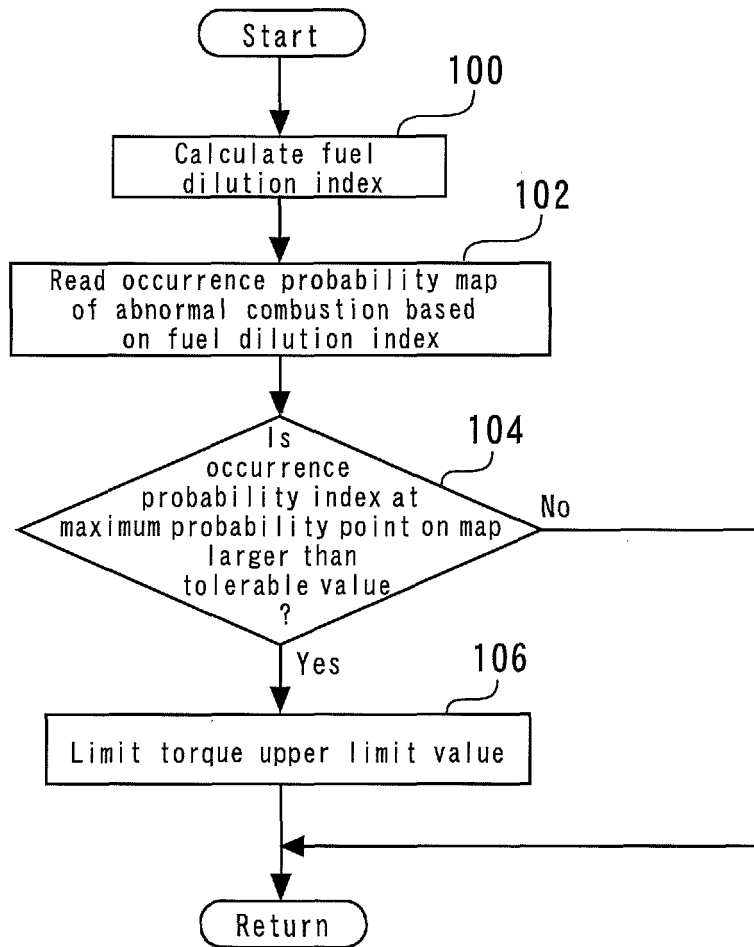 Start
100
Calculate fuel
dilution index
102
Read occurrence probability map
of abnormal combustion based
on fuel dilution index
104
Is
occurrence
probability index at
maximum probability point on map
larger than
tolerable value
?
No
Yes
106
Limit torque upper limit value
Return